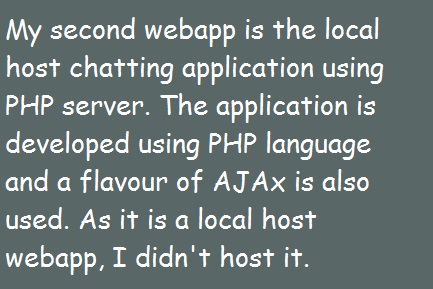 My second webapp is the local
host chatting application using
PHP server. The application is
developed using PHP language
and a flavour of AJAx is also
used. As it is a local host
webapp, I didn't host it.